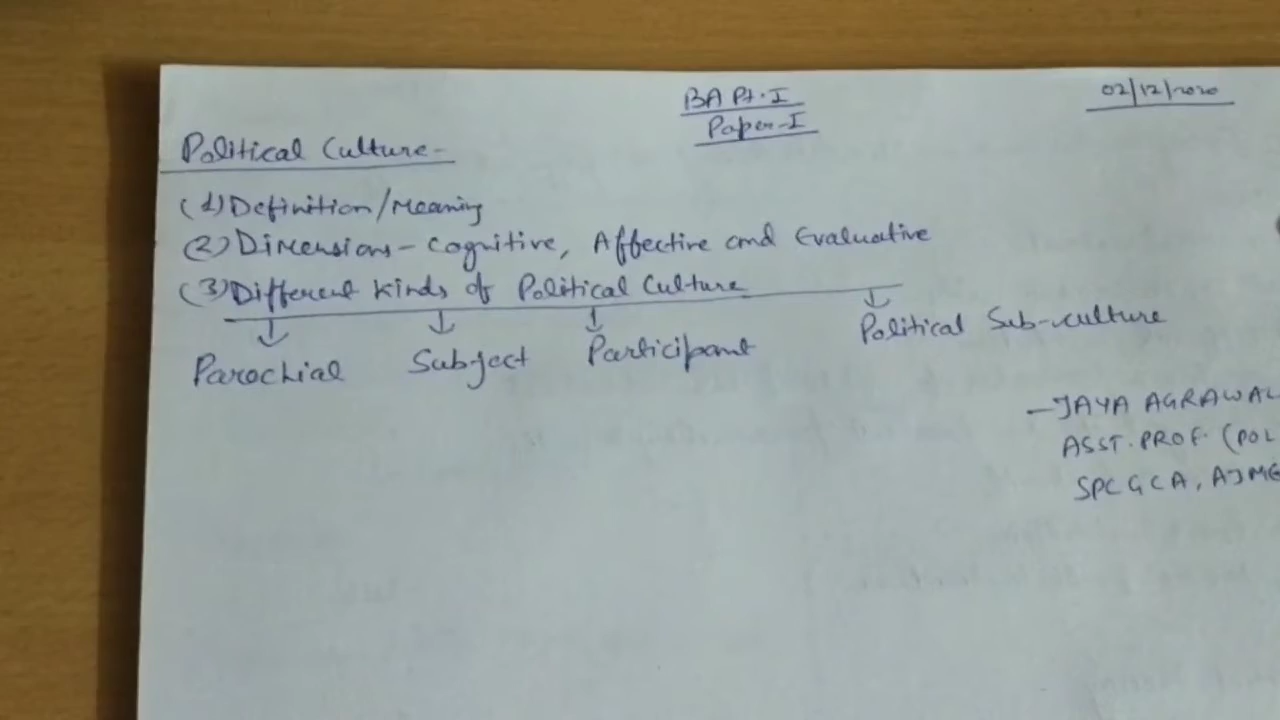 BA Pt. I
Paper-I
02/12/2020
Political Culture-
(1) Definition/Meaning
(2) Dimensions - Cognitive, Affective and Evaluative
(3) Different kinds of Political Culture
Parochial Subject Participant Political Sub-culture
- JAYA AGRAWAL
ASST. PROF. (POL
SPCGCA, AJME